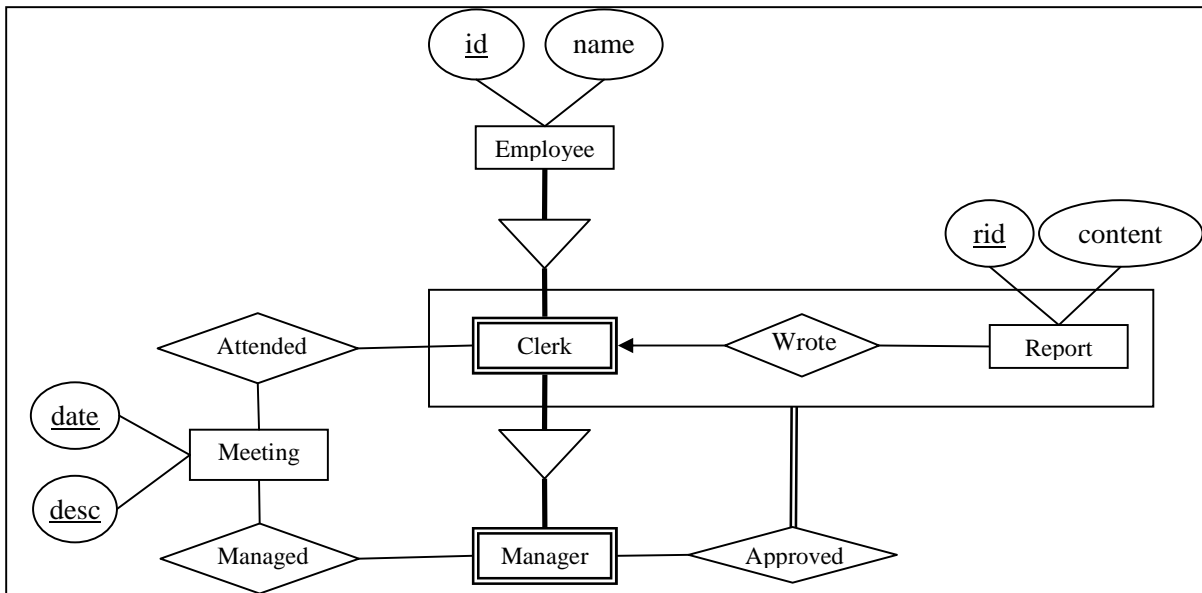 id name
Employee
rid content
Attended Clerk Wrote Report
date
Meeting
desc
Managed Manager Approved